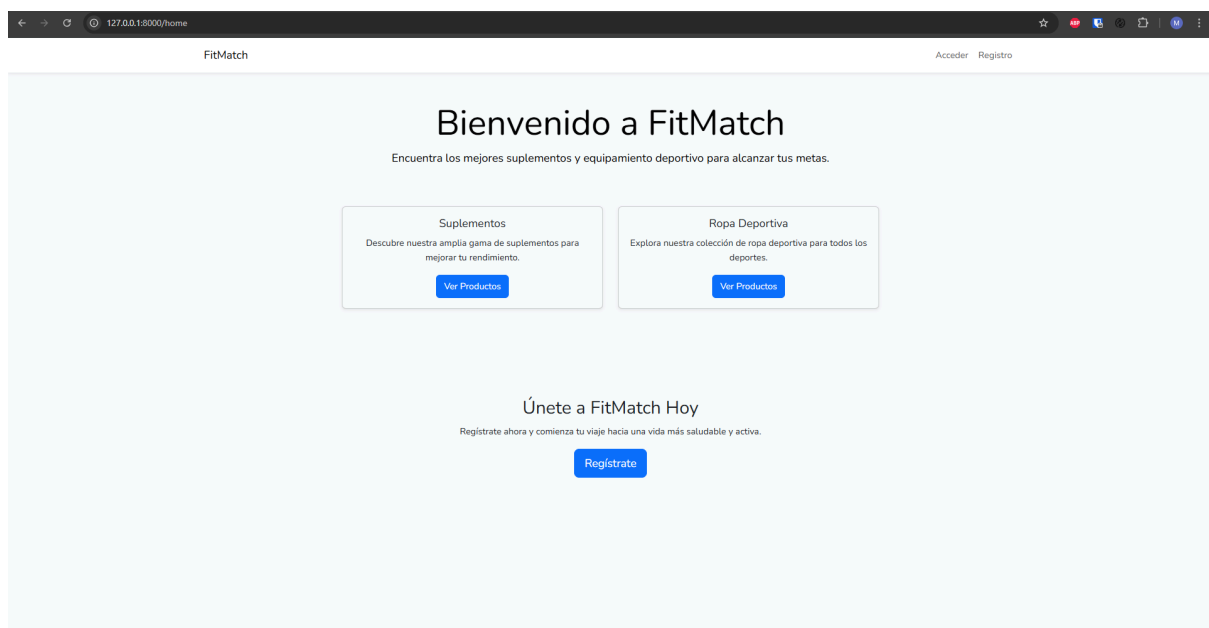 127.0.0.1:8000/home
ABP
M
FitMatch
Acceder Registro
Bienvenido a FitMatch
Encuentra los mejores suplementos y equipamiento deportivo para alcanzar tus metas.
Suplementos
Descubre nuestra amplia gama de suplementos para
mejorar tu rendimiento.
Ver Productos
Ropa Deportiva
Explora nuestra colección de ropa deportiva para todos los
deportes.
Ver Productos
Únete a FitMatch Hoy
Regístrate ahora y comienza tu viaje hacia una vida más saludable y activa.
Regístrate